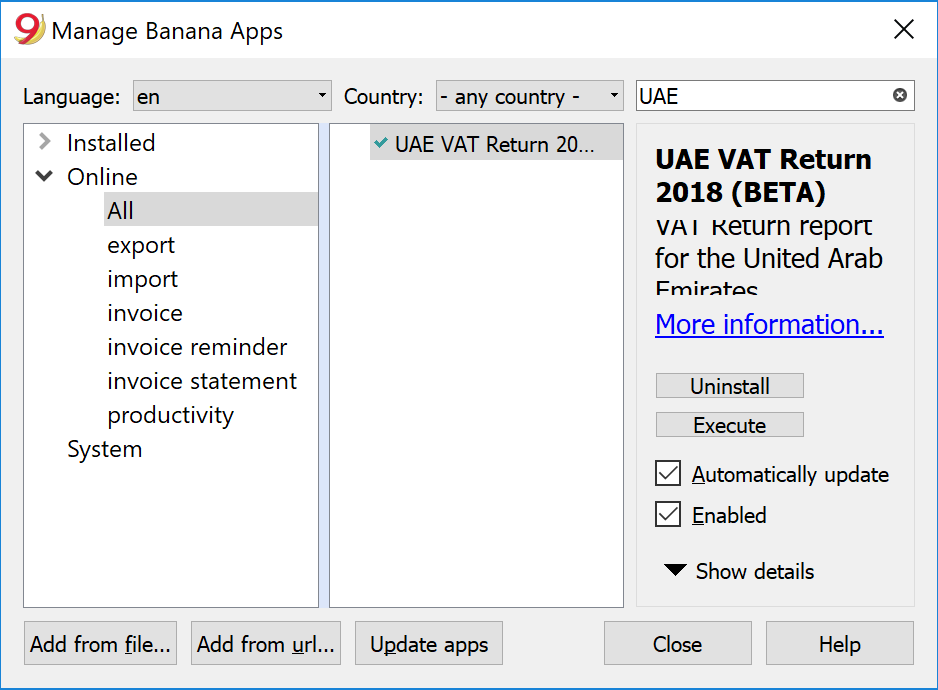 9 Manage Banana Apps
Language: en Country: - any country - UAE
Installed
Online
All
export
import
invoice
invoice reminder
invoice statement
productivity
System
UAE VAT Return 20...
UAE VAT Return
2018 (BETA)
VAT Return report
for the United Arab
Emirates
More information...
Uninstall
Execute
Automatically update
Enabled
Show details
Add from file... Add from url... Update apps Close Help